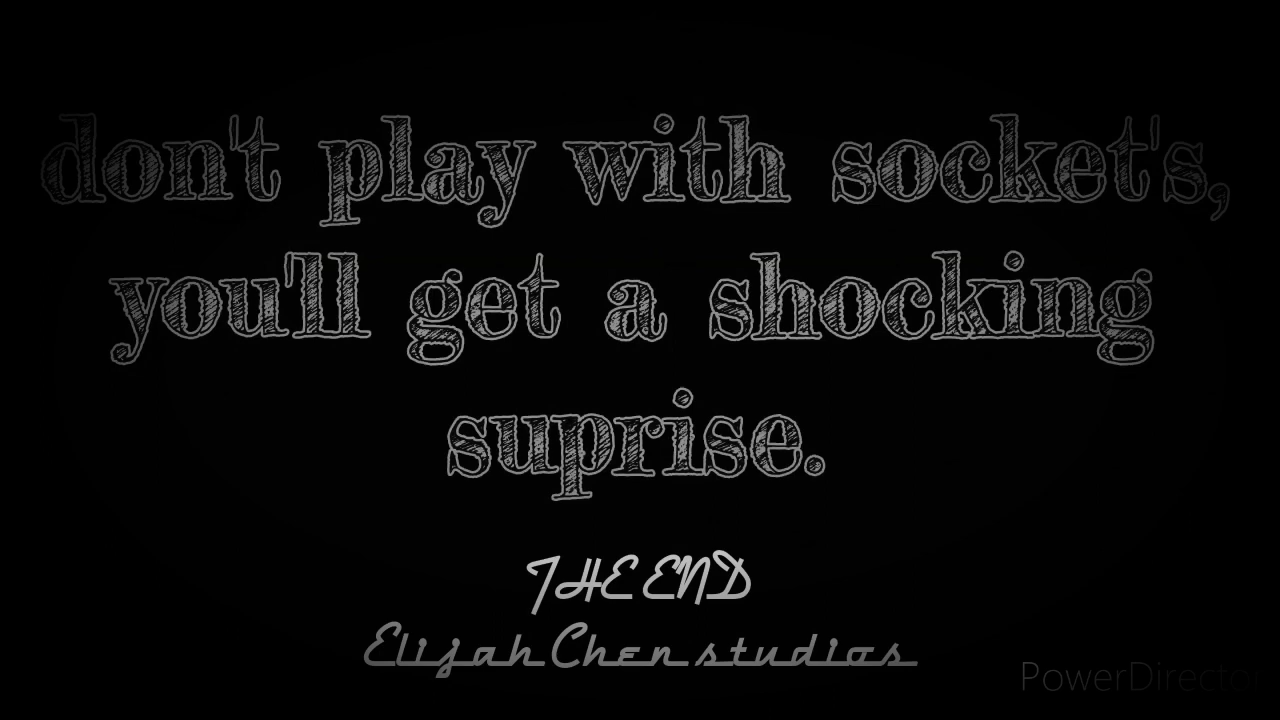 don't play with socket's,
you'll get a shocking
suprise.
THE END
Elijah Chen studios
PowerDirector